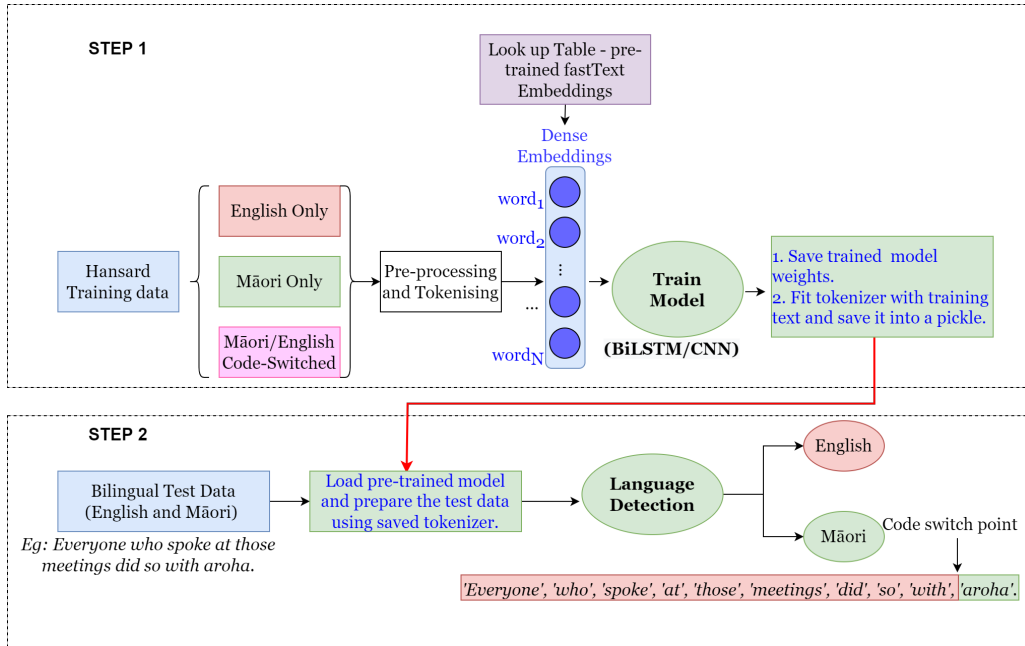 STEP 1
Look up Table - pre-
trained fastText
Embeddings
Dense
Embeddings
Hansard
Training data
English Only
Māori Only
Māori/English
Code-Switched
Pre-processing
and Tokenising
word1
word2
...
...
wordN
Train
Model
(BiLSTM/CNN)
1. Save trained model
weights.
2. Fit tokenizer with training
text and save it into a pickle.
STEP 2
Bilingual Test Data
(English and Māori)
Eg: Everyone who spoke at those
meetings did so with aroha.
Load pre-trained model
and prepare the test data
using saved tokenizer.
Language
Detection
English
Māori
Code switch point
'Everyone', 'who', 'spoke', 'at', 'those', 'meetings', 'did', 'so', 'with', 'aroha'.